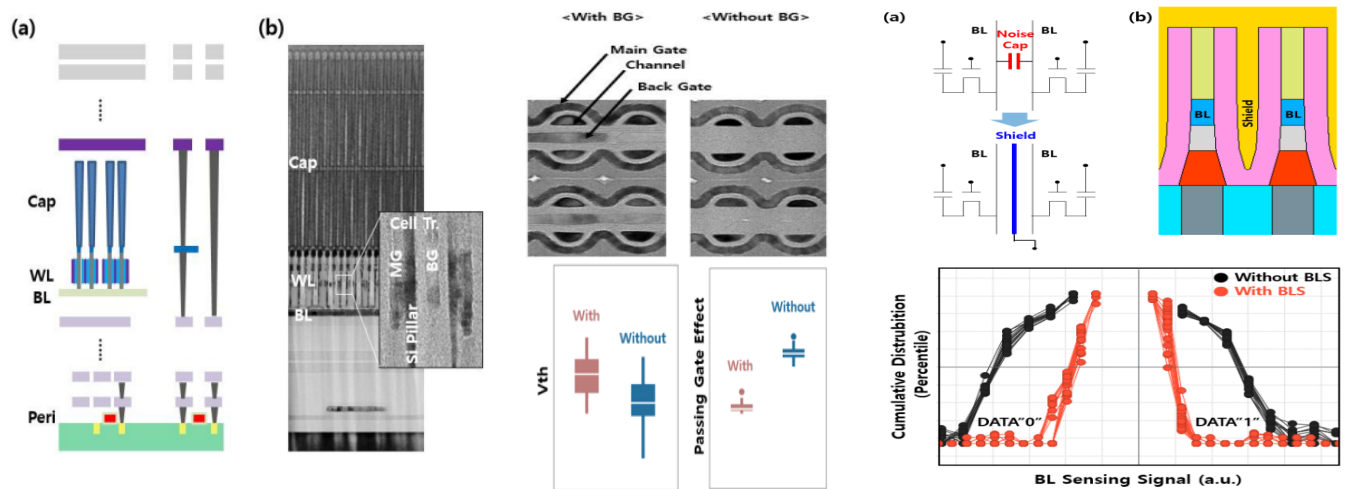 (a)
Cap
WL
BL
Peri
(b)
Cap
WL
BL
Cell Tr.
MG
BG
Si Pillar
<With BG>
<Without BG>
Main Gate
Channel
Back Gate
Vth
With
Without
Passing Gate Effect
With
Without
(a)
BL
Noise
Cap
BL
Shield
BL
BL
(b)
BL
Shield
BL
Cumulative Distrubition
(Percentile)
Without BLS
With BLS
DATA"0"
DATA"1"
BL Sensing Signal (a.u.)